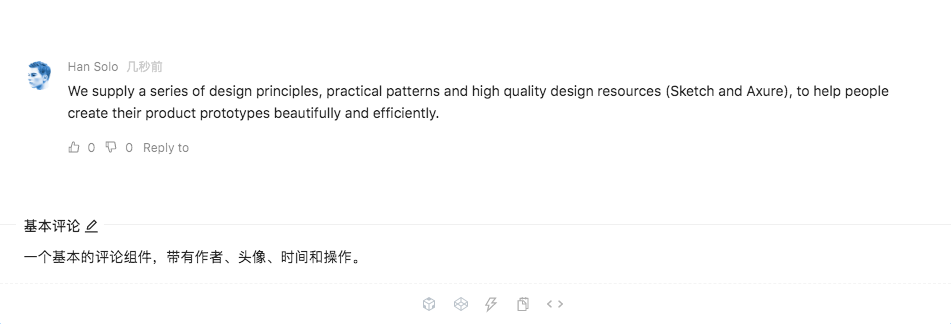 Han Solo 几秒前
We supply a series of design principles, practical patterns and high quality design resources (Sketch and Axure), to help people
create their product prototypes beautifully and efficiently.
0 0 Reply to
基本评论
一个基本的评论组件，带有作者、头像、时间和操作。